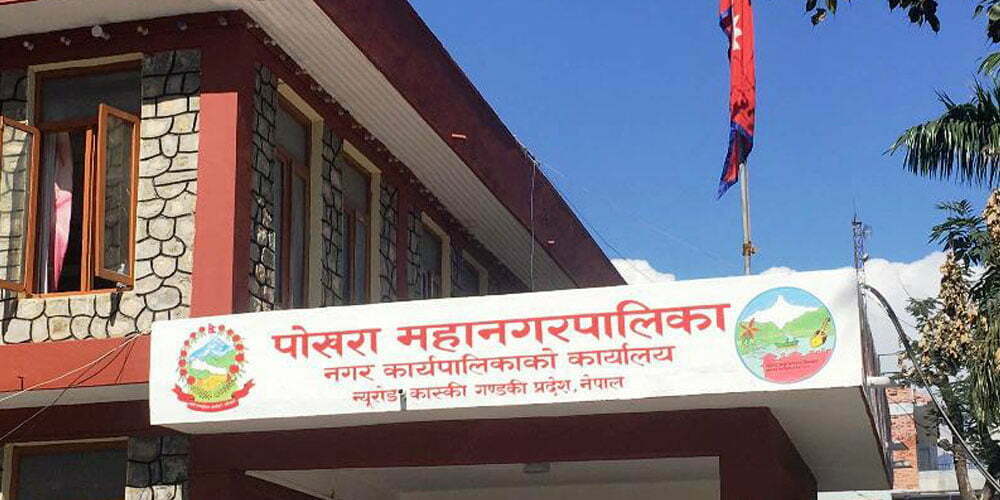 पोखरा महानगरपालिका
नगर कार्यपालिकाको कार्यालय
न्यूरोड कास्की गण्डकी प्रदेश, नेपाल